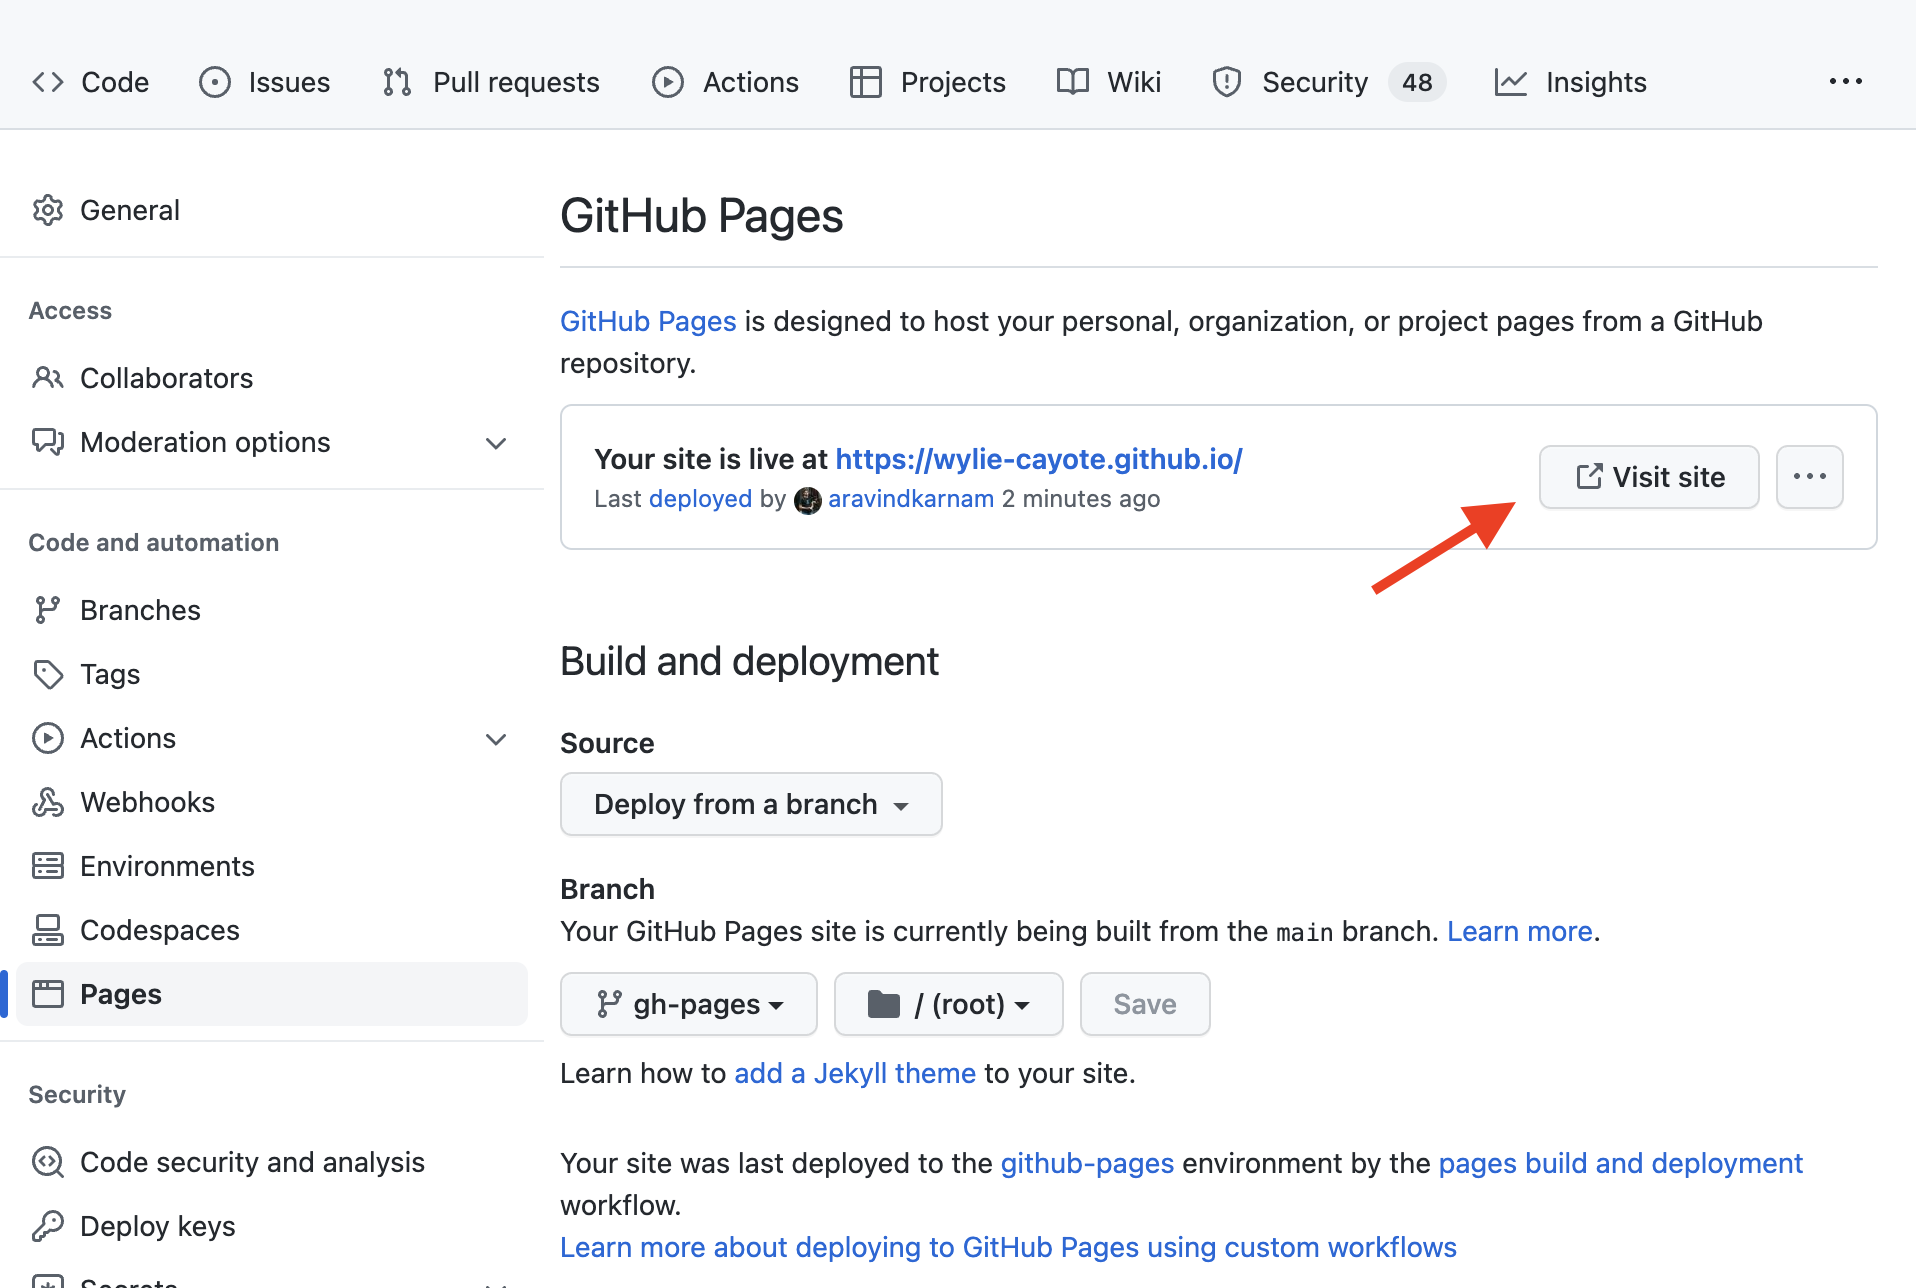 Code Issues Pull requests Actions Projects Wiki Security 48 Insights
General
Access
Collaborators
Moderation options
Code and automation
Branches
Tags
Actions
Webhooks
Environments
Codespaces
Pages
Security
Code security and analysis
Deploy keys
Secrets
GitHub Pages
GitHub Pages is designed to host your personal, organization, or project pages from a GitHub
repository.
Your site is live at https://wylie-cayote.github.io/
Last deployed by aravindkarnam 2 minutes ago
Visit site
Build and deployment
Source
Deploy from a branch
Branch
Your GitHub Pages site is currently being built from the main branch. Learn more.
gh-pages / (root) Save
Learn how to add a Jekyll theme to your site.
Your site was last deployed to the github-pages environment by the pages build and deployment
workflow.
Learn more about deploying to GitHub Pages using custom workflows